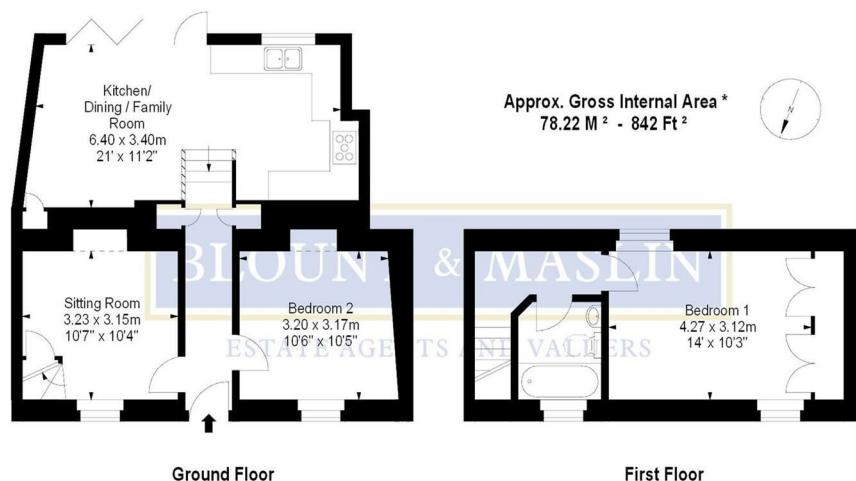 Kitchen/
Dining / Family
Room
6.40 x 3.40m
21' x 11'2"
Approx. Gross Internal Area *
78.22 M ² - 842 Ft ²
N
BLOUNT & MASLIN
ESTATE AGENTS AND VALUERS
Sitting Room
3.23 x 3.15m
10'7" x 10'4"
Bedroom 2
3.20 x 3.17m
10'6" x 10'5"
Bedroom 1
4.27 x 3.12m
14' x 10'3"
Ground Floor
First Floor